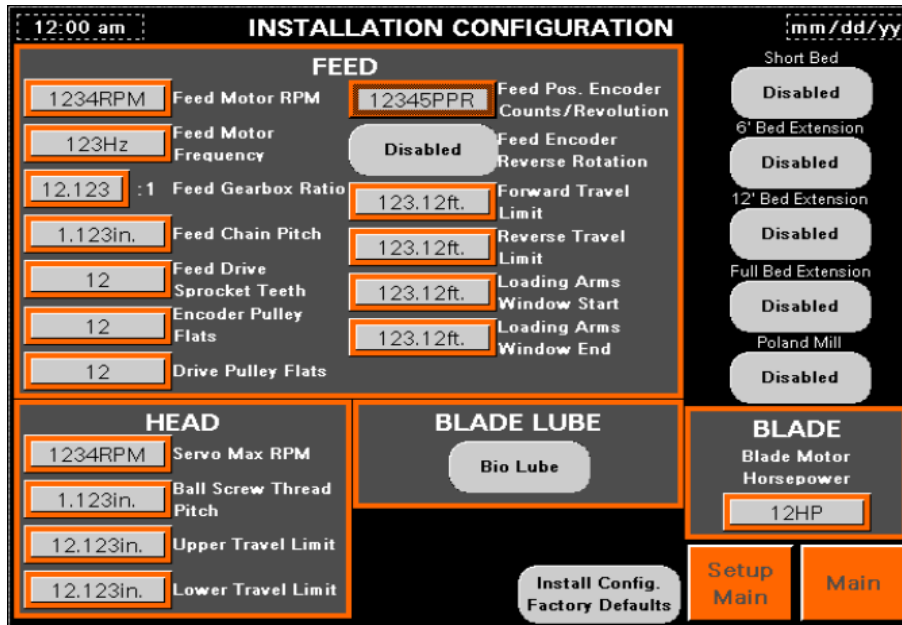 12:00 am
INSTALLATION CONFIGURATION
mm/dd/yy
FEED
1234RPM
Feed Motor RPM
123Hz
Feed Motor
Frequency
12.123 :1
Feed Gearbox Ratio
1.123in.
Feed Chain Pitch
12
Feed Drive
Sprocket Teeth
12
Encoder Pulley
Flats
12
Drive Pulley Flats
12345PPR
Feed Pos. Encoder
Counts/Revolution
Disabled
Feed Encoder
Reverse Rotation
123.12ft.
Forward Travel
Limit
123.12ft.
Reverse Travel
Limit
123.12ft.
Loading Arms
Window Start
123.12ft.
Loading Arms
Window End
Short Bed
Disabled
6' Bed Extension
Disabled
12' Bed Extension
Disabled
Full Bed Extension
Disabled
Poland Mill
Disabled
HEAD
1234RPM
Servo Max RPM
1.123in.
Ball Screw Thread
Pitch
12.123in.
Upper Travel Limit
12.123in.
Lower Travel Limit
BLADE LUBE
Bio Lube
BLADE
Blade Motor
Horsepower
12HP
Install Config.
Factory Defaults
Setup
Main
Main